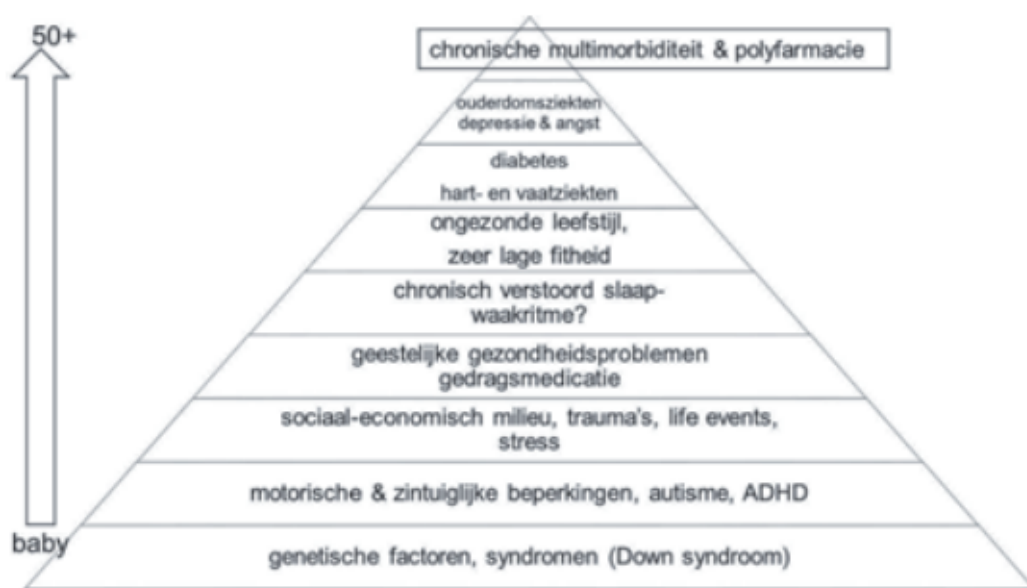 50+
chronische multimorbiditeit & polyfarmacie
ouderdomsziekten
depressie & angst
diabetes
hart- en vaatziekten
ongezonde leefstijl,
zeer lage fitheid
chronisch verstoord slaap-
waakritme?
geestelijke gezondheidsproblemen
gedragsmedicatie
sociaal-economisch milieu, trauma's, life events,
stress
motorische & zintuiglijke beperkingen, autisme, ADHD
baby
genetische factoren, syndromen (Down syndroom)